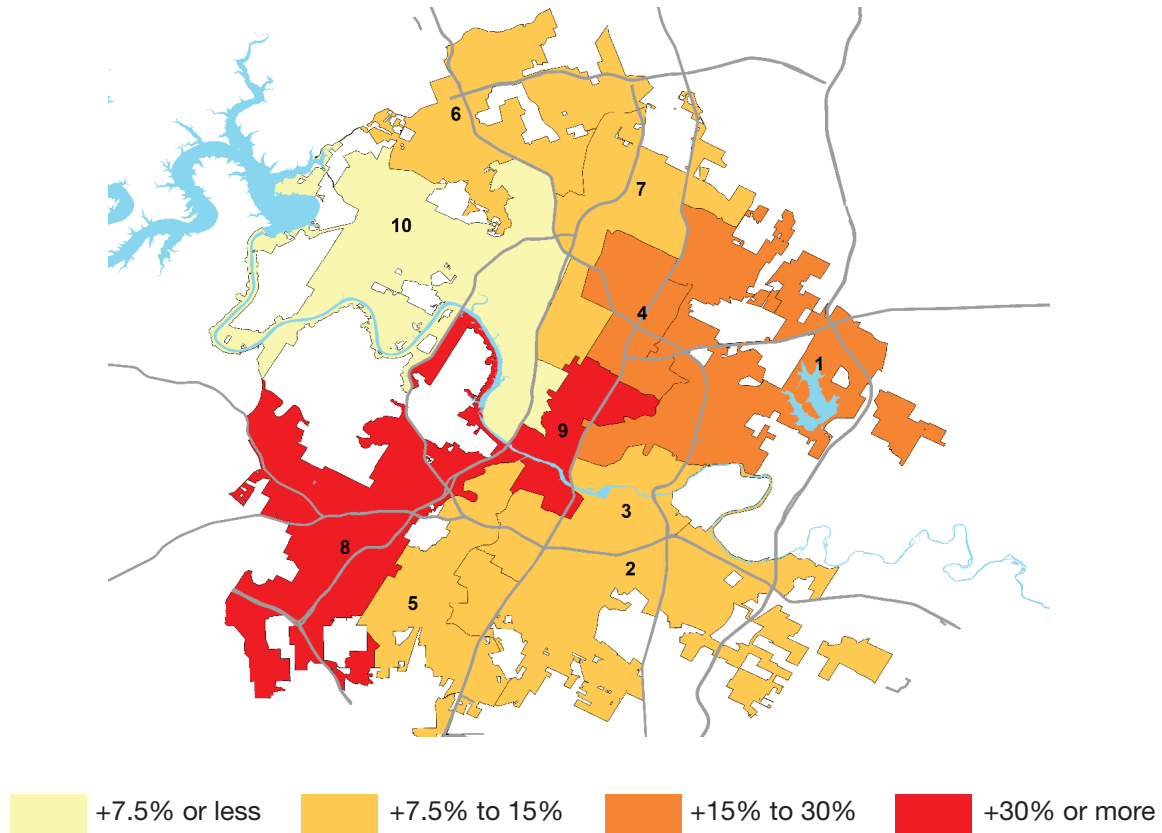 6
7
10
4
1
9
3
8
2
5
+7.5% or less
+7.5% to 15%
+15% to 30%
+30% or more